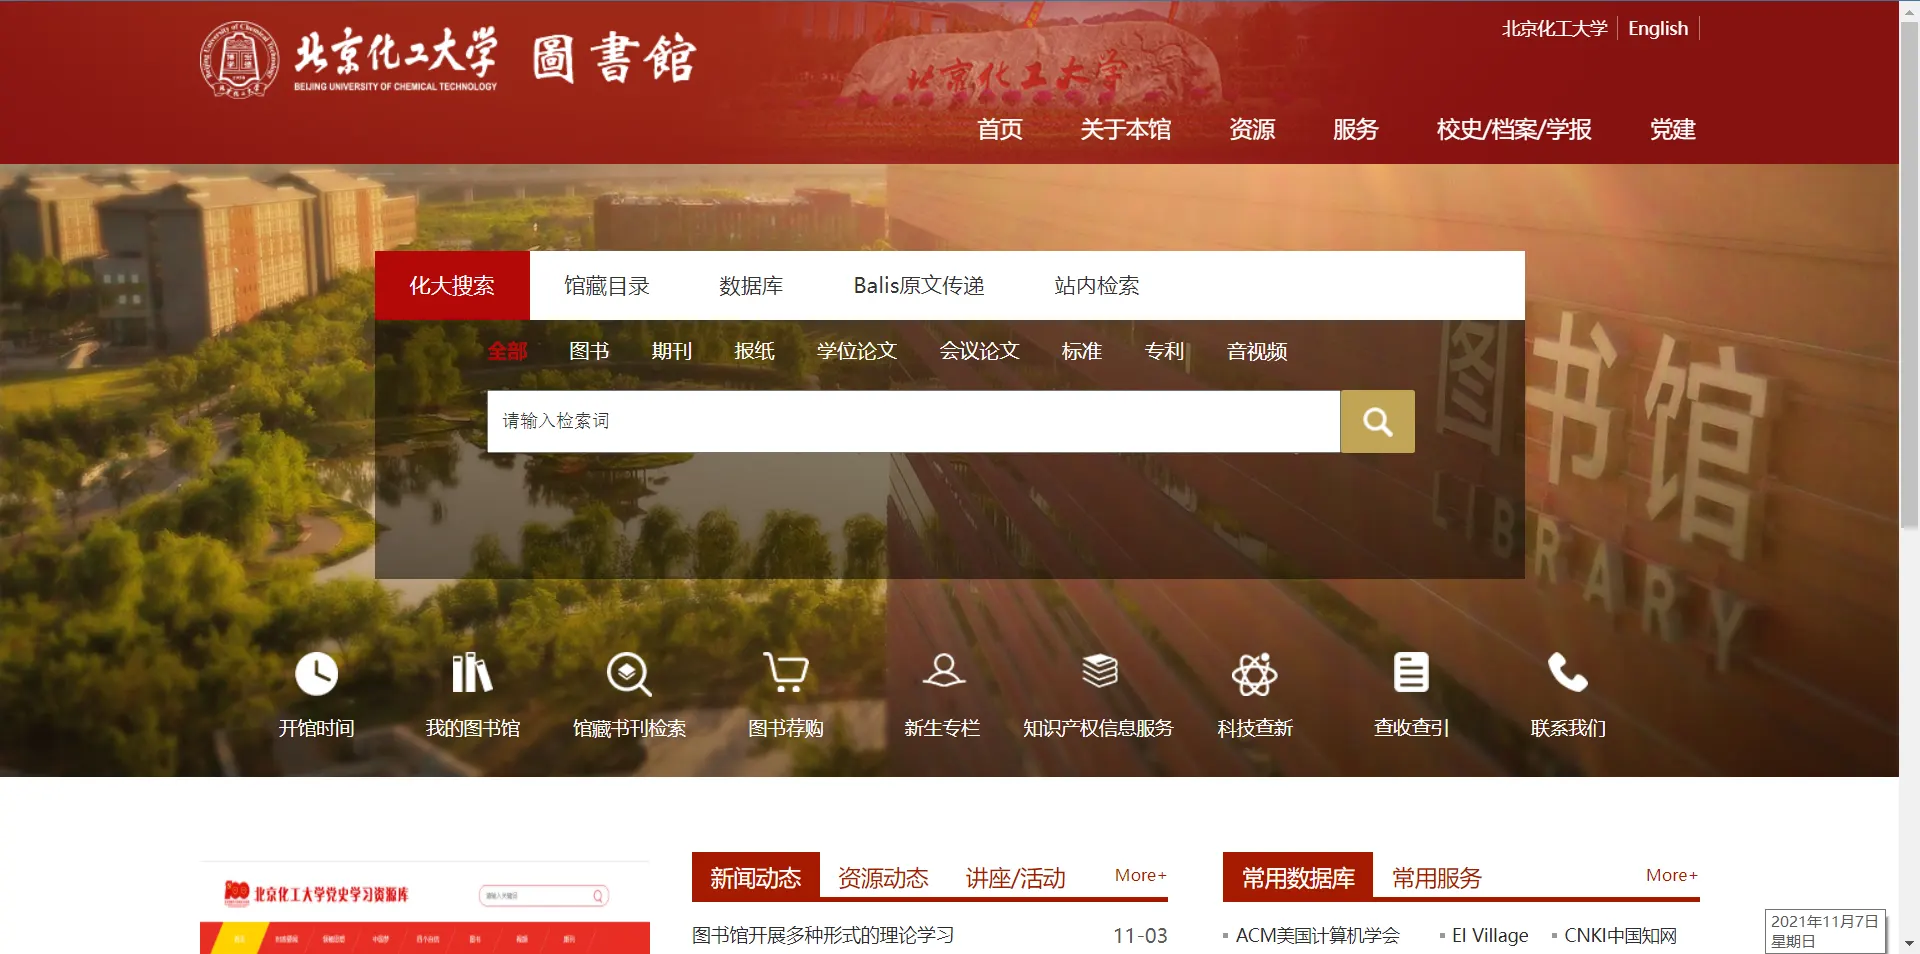 北京化工大学 圖書館
BEIJING UNIVERSITY OF CHEMICAL TECHNOLOGY
北京化工大学
北京化工大学 English
首页 关于本馆 资源 服务 校史/档案/学报 党建
化大搜索 馆藏目录 数据库 Balis原文传递 站内检索
全部 图书 期刊 报纸 学位论文 会议论文 标准 专利 音视频
请输入检索词
图书馆
LIBRARY
开馆时间 我的图书馆 馆藏书刊检索 图书荐购 新生专栏 知识产权信息服务 科技查新 查收查引 联系我们
北京化工大学党史学习资源库
新闻动态 资源动态 讲座/活动 More+
图书馆开展多种形式的理论学习 11-03
常用数据库 常用服务 More+
ACM美国计算机学会 EI Village CNKI中国知网
2021年11月7日
星期日